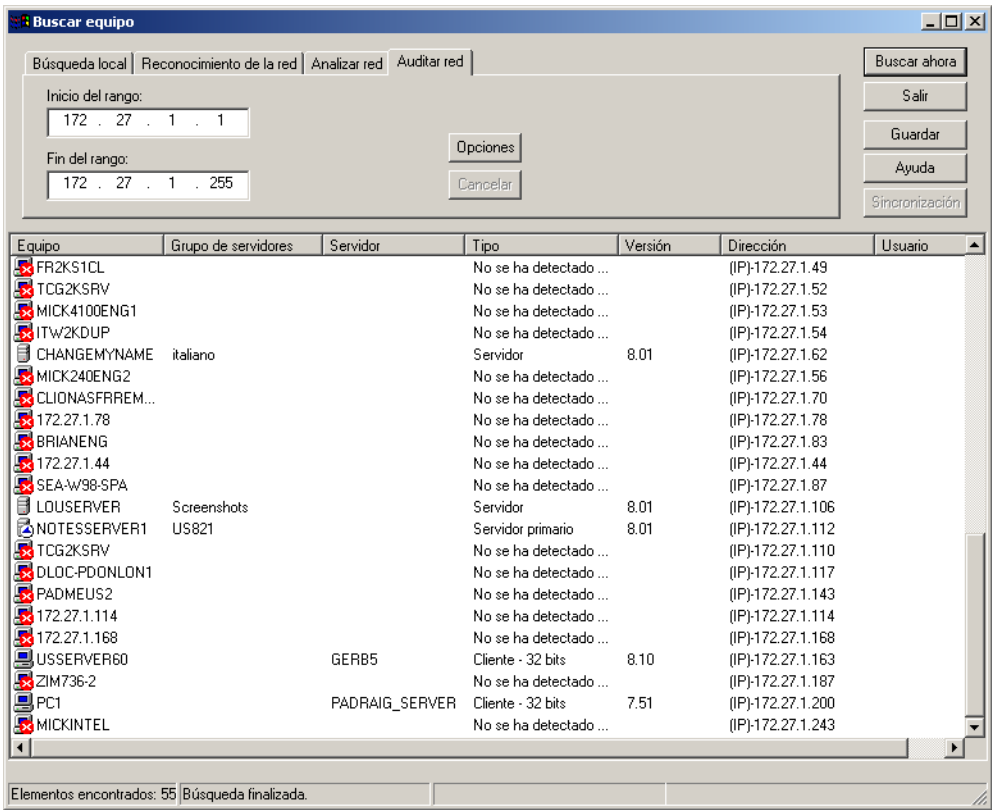 Buscar equipo
Búsqueda local Reconocimiento de la red Analizar red Auditar red
Inicio del rango:
172 . 27 . 1 . 1
Fin del rango:
172 . 27 . 1 . 255
Opciones
Cancelar
Buscar ahora
Salir
Guardar
Ayuda
Sincronización
Equipo Grupo de servidores Servidor Tipo Versión Dirección Usuario
FR2KS1CL No se ha detectado ... (IP)-172.27.1.49
TCG2KSRV No se ha detectado ... (IP)-172.27.1.52
MICK4100ENG1 No se ha detectado ... (IP)-172.27.1.53
ITW2KDUP No se ha detectado ... (IP)-172.27.1.54
CHANGEMYNAME italiano Servidor 8.01 (IP)-172.27.1.62
MICK240ENG2 No se ha detectado ... (IP)-172.27.1.56
CLIONASFRREM... No se ha detectado ... (IP)-172.27.1.70
172.27.1.78 No se ha detectado ... (IP)-172.27.1.78
BRIANENG No se ha detectado ... (IP)-172.27.1.83
172.27.1.44 No se ha detectado ... (IP)-172.27.1.44
SEA-W98-SPA No se ha detectado ... (IP)-172.27.1.87
LOUSERVER Screenshots Servidor 8.01 (IP)-172.27.1.106
NOTESSERVER1 US821 Servidor primario 8.01 (IP)-172.27.1.112
TCG2KSRV No se ha detectado ... (IP)-172.27.1.110
DLOC-PDONLON1 No se ha detectado ... (IP)-172.27.1.117
PADMEUS2 No se ha detectado ... (IP)-172.27.1.143
172.27.1.114 No se ha detectado ... (IP)-172.27.1.114
172.27.1.168 No se ha detectado ... (IP)-172.27.1.168
USSERVER60 GERB5 Cliente - 32 bits 8.10 (IP)-172.27.1.163
ZIM736-2 No se ha detectado ... (IP)-172.27.1.187
PC1 PADRAIG_SERVER Cliente - 32 bits 7.51 (IP)-172.27.1.200
MICKINTEL No se ha detectado ... (IP)-172.27.1.243
Elementos encontrados: 55 Búsqueda finalizada.